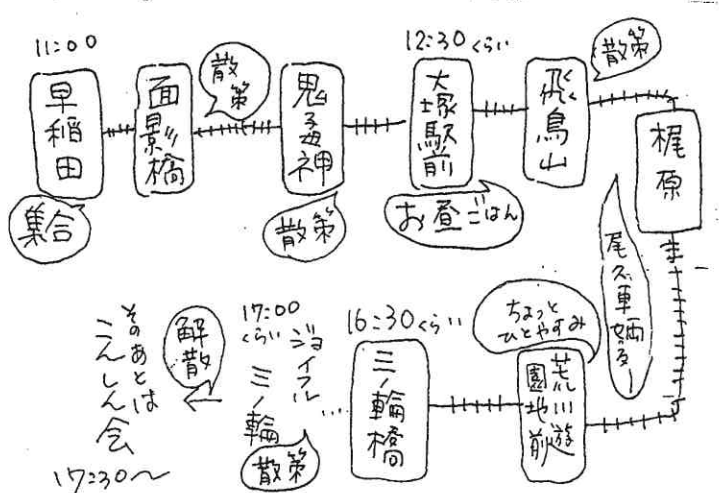 11:00
早稲田
集合
面影橋
散策
鬼子母神
散策
12:30くらい
大塚駅前
お昼ごはん
飛鳥山
散策
梶原
尾久車両みる〜
荒川遊
園地前
ちょっと
ひとやすみ
16:30くらい
三ノ輪橋
17:00
くらい
ジョイフル
三ノ輪
散策
解散
そのあとは
こんしん会
17:30〜